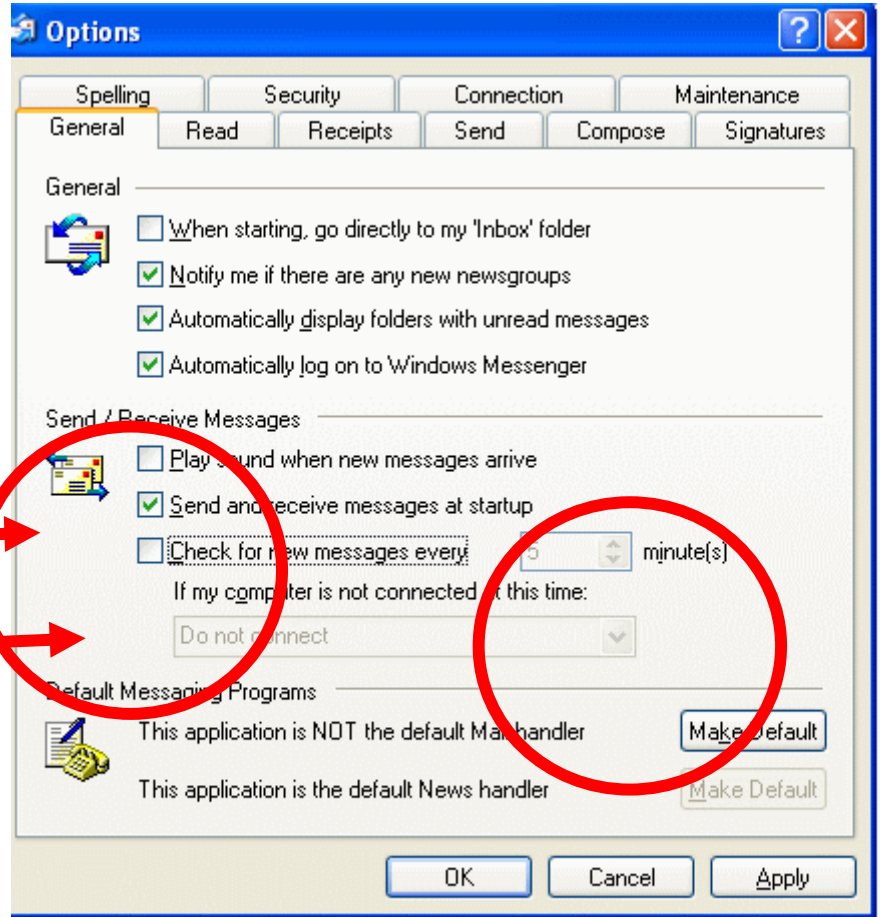 Options
Spelling Security Connection Maintenance
General Read Receipts Send Compose Signatures
General
When starting, go directly to my 'Inbox' folder
Notify me if there are any new newsgroups
Automatically display folders with unread messages
Automatically log on to Windows Messenger
Send / Receive Messages
Play sound when new messages arrive
Send and receive messages at startup
Check for new messages every 5 minute(s)
If my computer is not connected at this time:
Do not connect
Default Messaging Programs
This application is NOT the default Mail handler Make Default
This application is the default News handler Make Default
OK Cancel Apply